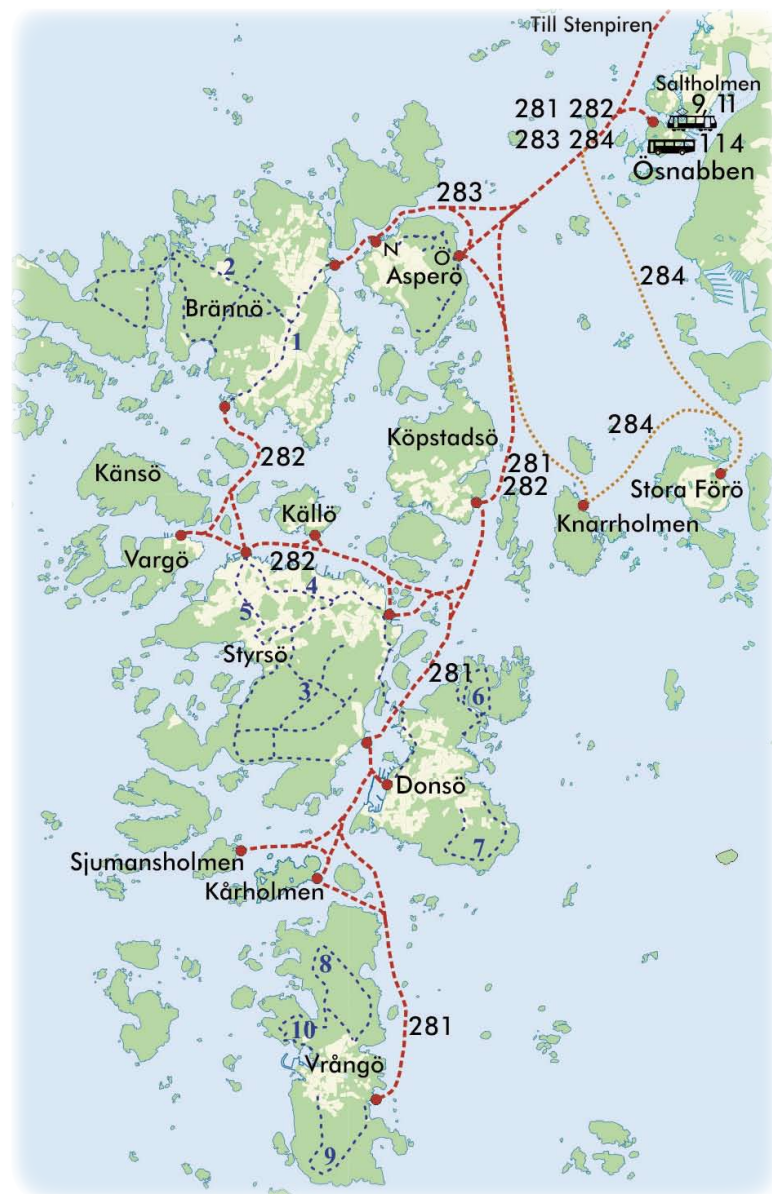 Till Stenpiren
Saltholmen
9, 11
281 282
283 284
114
Ösnabben
283
N
Ö
Asperö
2
Brännö
284
1
Köpstadsö
284
282
281
282
Känsö
Stora Förö
Källö
Knarrholmen
Vargö
282
4
5
Styrsö
281
3
6
Donsö
7
Sjumansholmen
Kårholmen
8
10
281
Vrångö
9